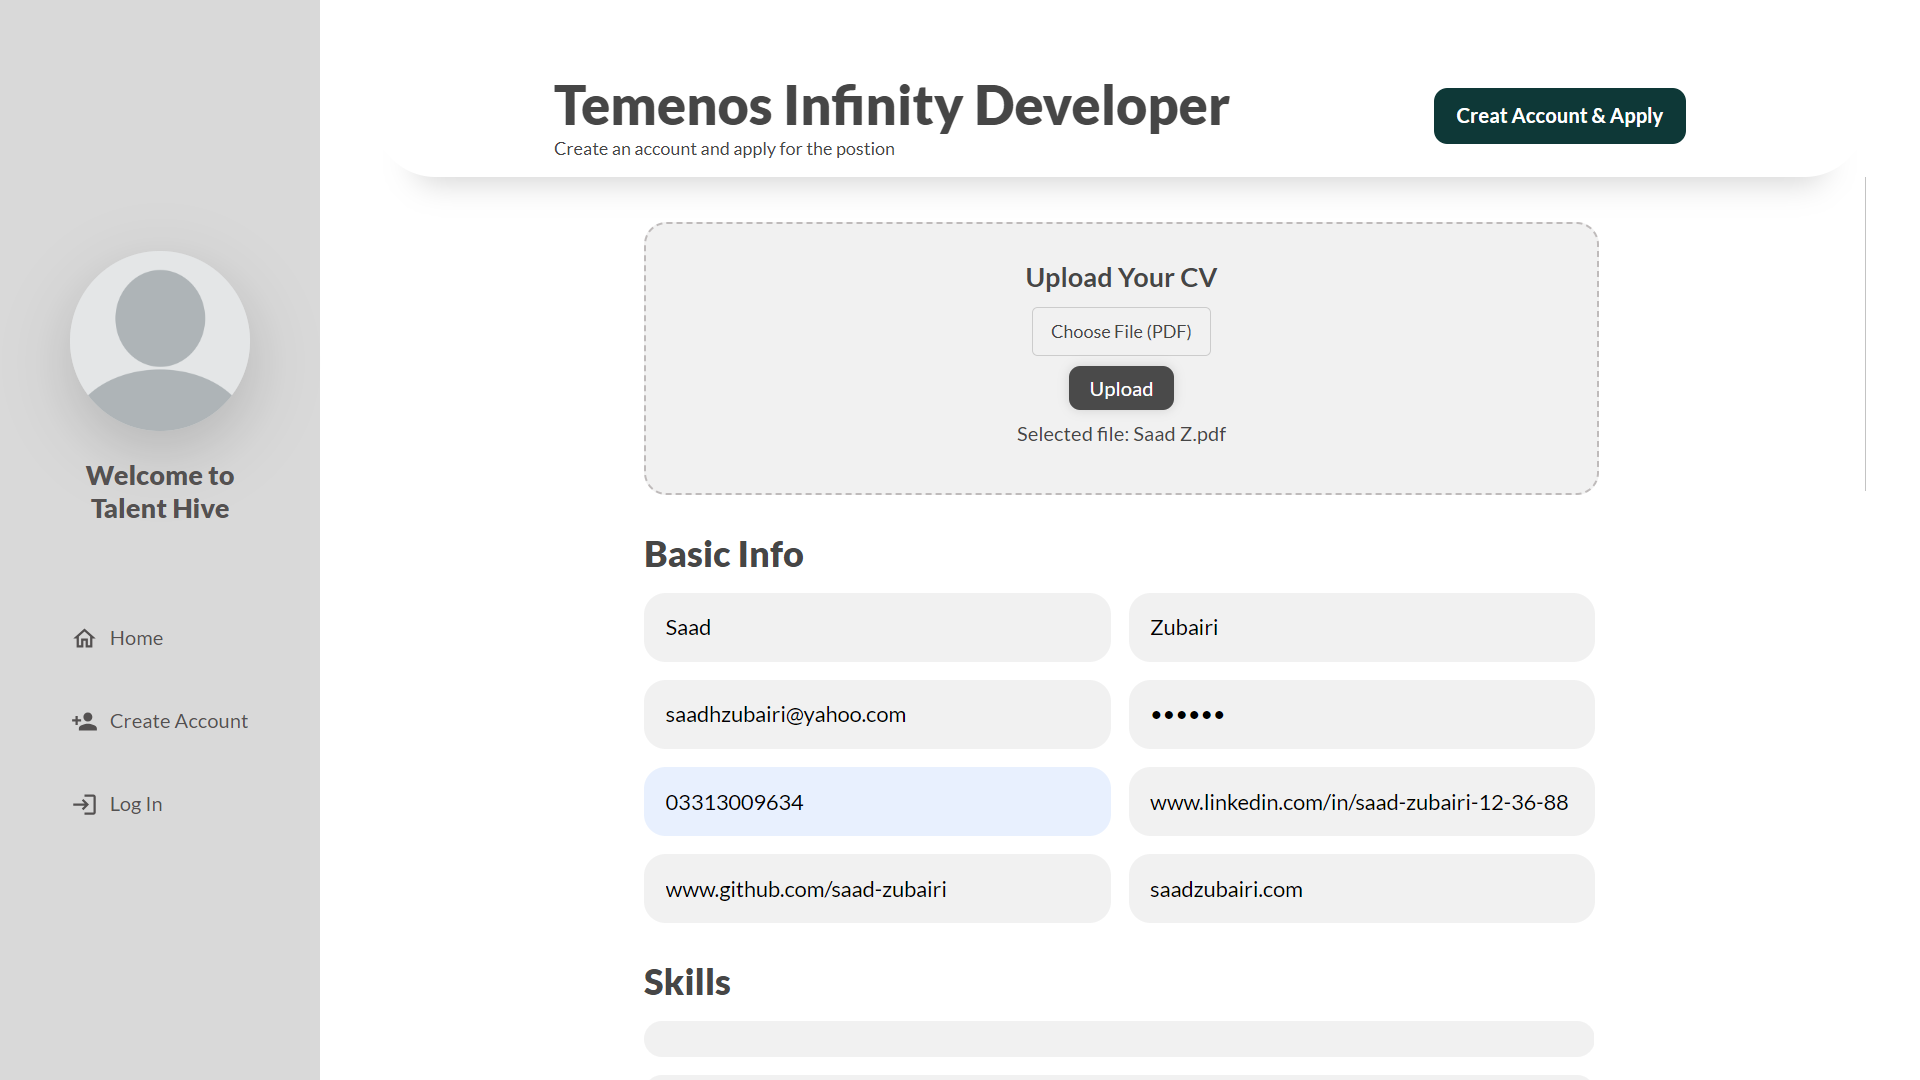 Welcome to
Talent Hive
Home
Create Account
Log In
Temenos Infinity Developer
Create an account and apply for the postion
Creat Account & Apply
Upload Your CV
Choose File (PDF)
Upload
Selected file: Saad Z.pdf
Basic Info
Saad
Zubairi
saadhzubairi@yahoo.com
••••••
03313009634
www.linkedin.com/in/saad-zubairi-12-36-88
www.github.com/saad-zubairi
saadzubairi.com
Skills